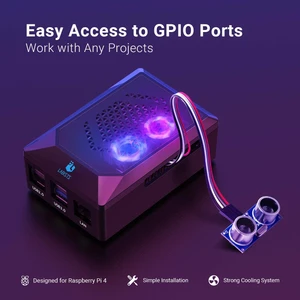 Easy Access to GPIO Ports
Work with Any Projects
Designed for Raspberry Pi 4
Simple Installation
Strong Cooling System